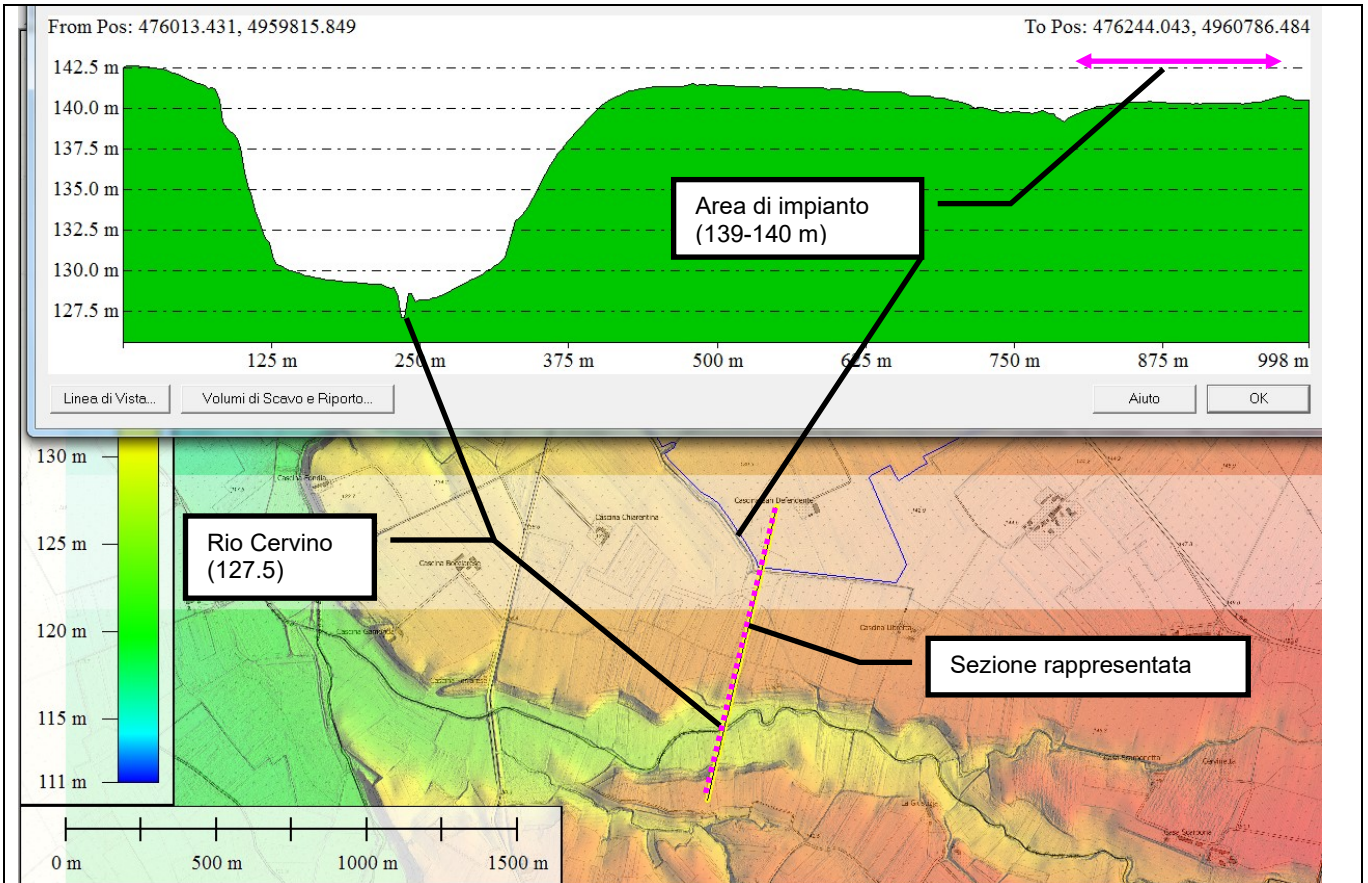 From Pos: 476013.431, 4959815.849 To Pos: 476244.043, 4960786.484
142.5 m
140.0 m
137.5 m
135.0 m
132.5 m
130.0 m
127.5 m
Area di impianto
(139-140 m)
125 m 250 m 375 m 500 m 625 m 750 m 875 m 998 m
Linea di Vista... Volumi di Scavo e Riporto... Aiuto OK
130 m
125 m
120 m
115 m
111 m
Rio Cervino
(127.5)
Sezione rappresentata
Cascina San Defendente
Cascina Chiarentina
0 m 500 m 1000 m 1500 m